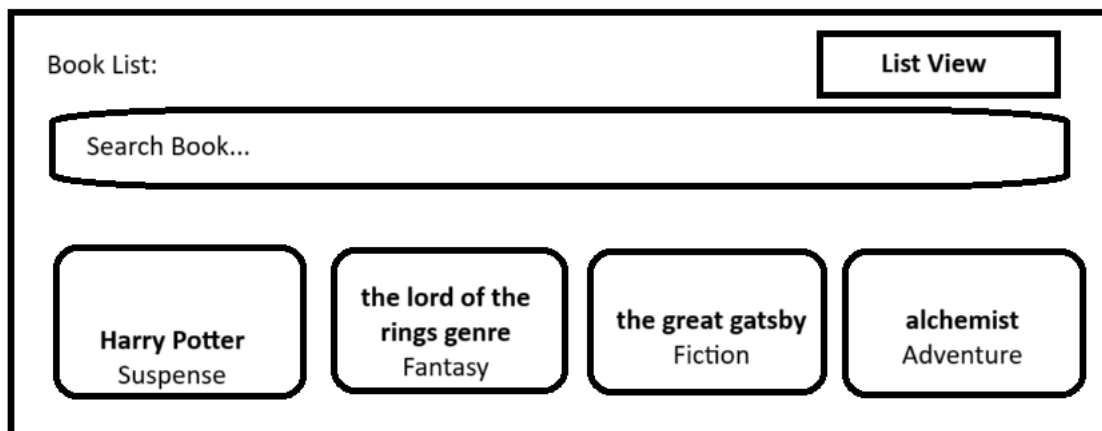 Book List:
List View
Search Book...
Harry Potter
Suspense
the lord of the
rings genre
Fantasy
the great gatsby
Fiction
alchemist
Adventure